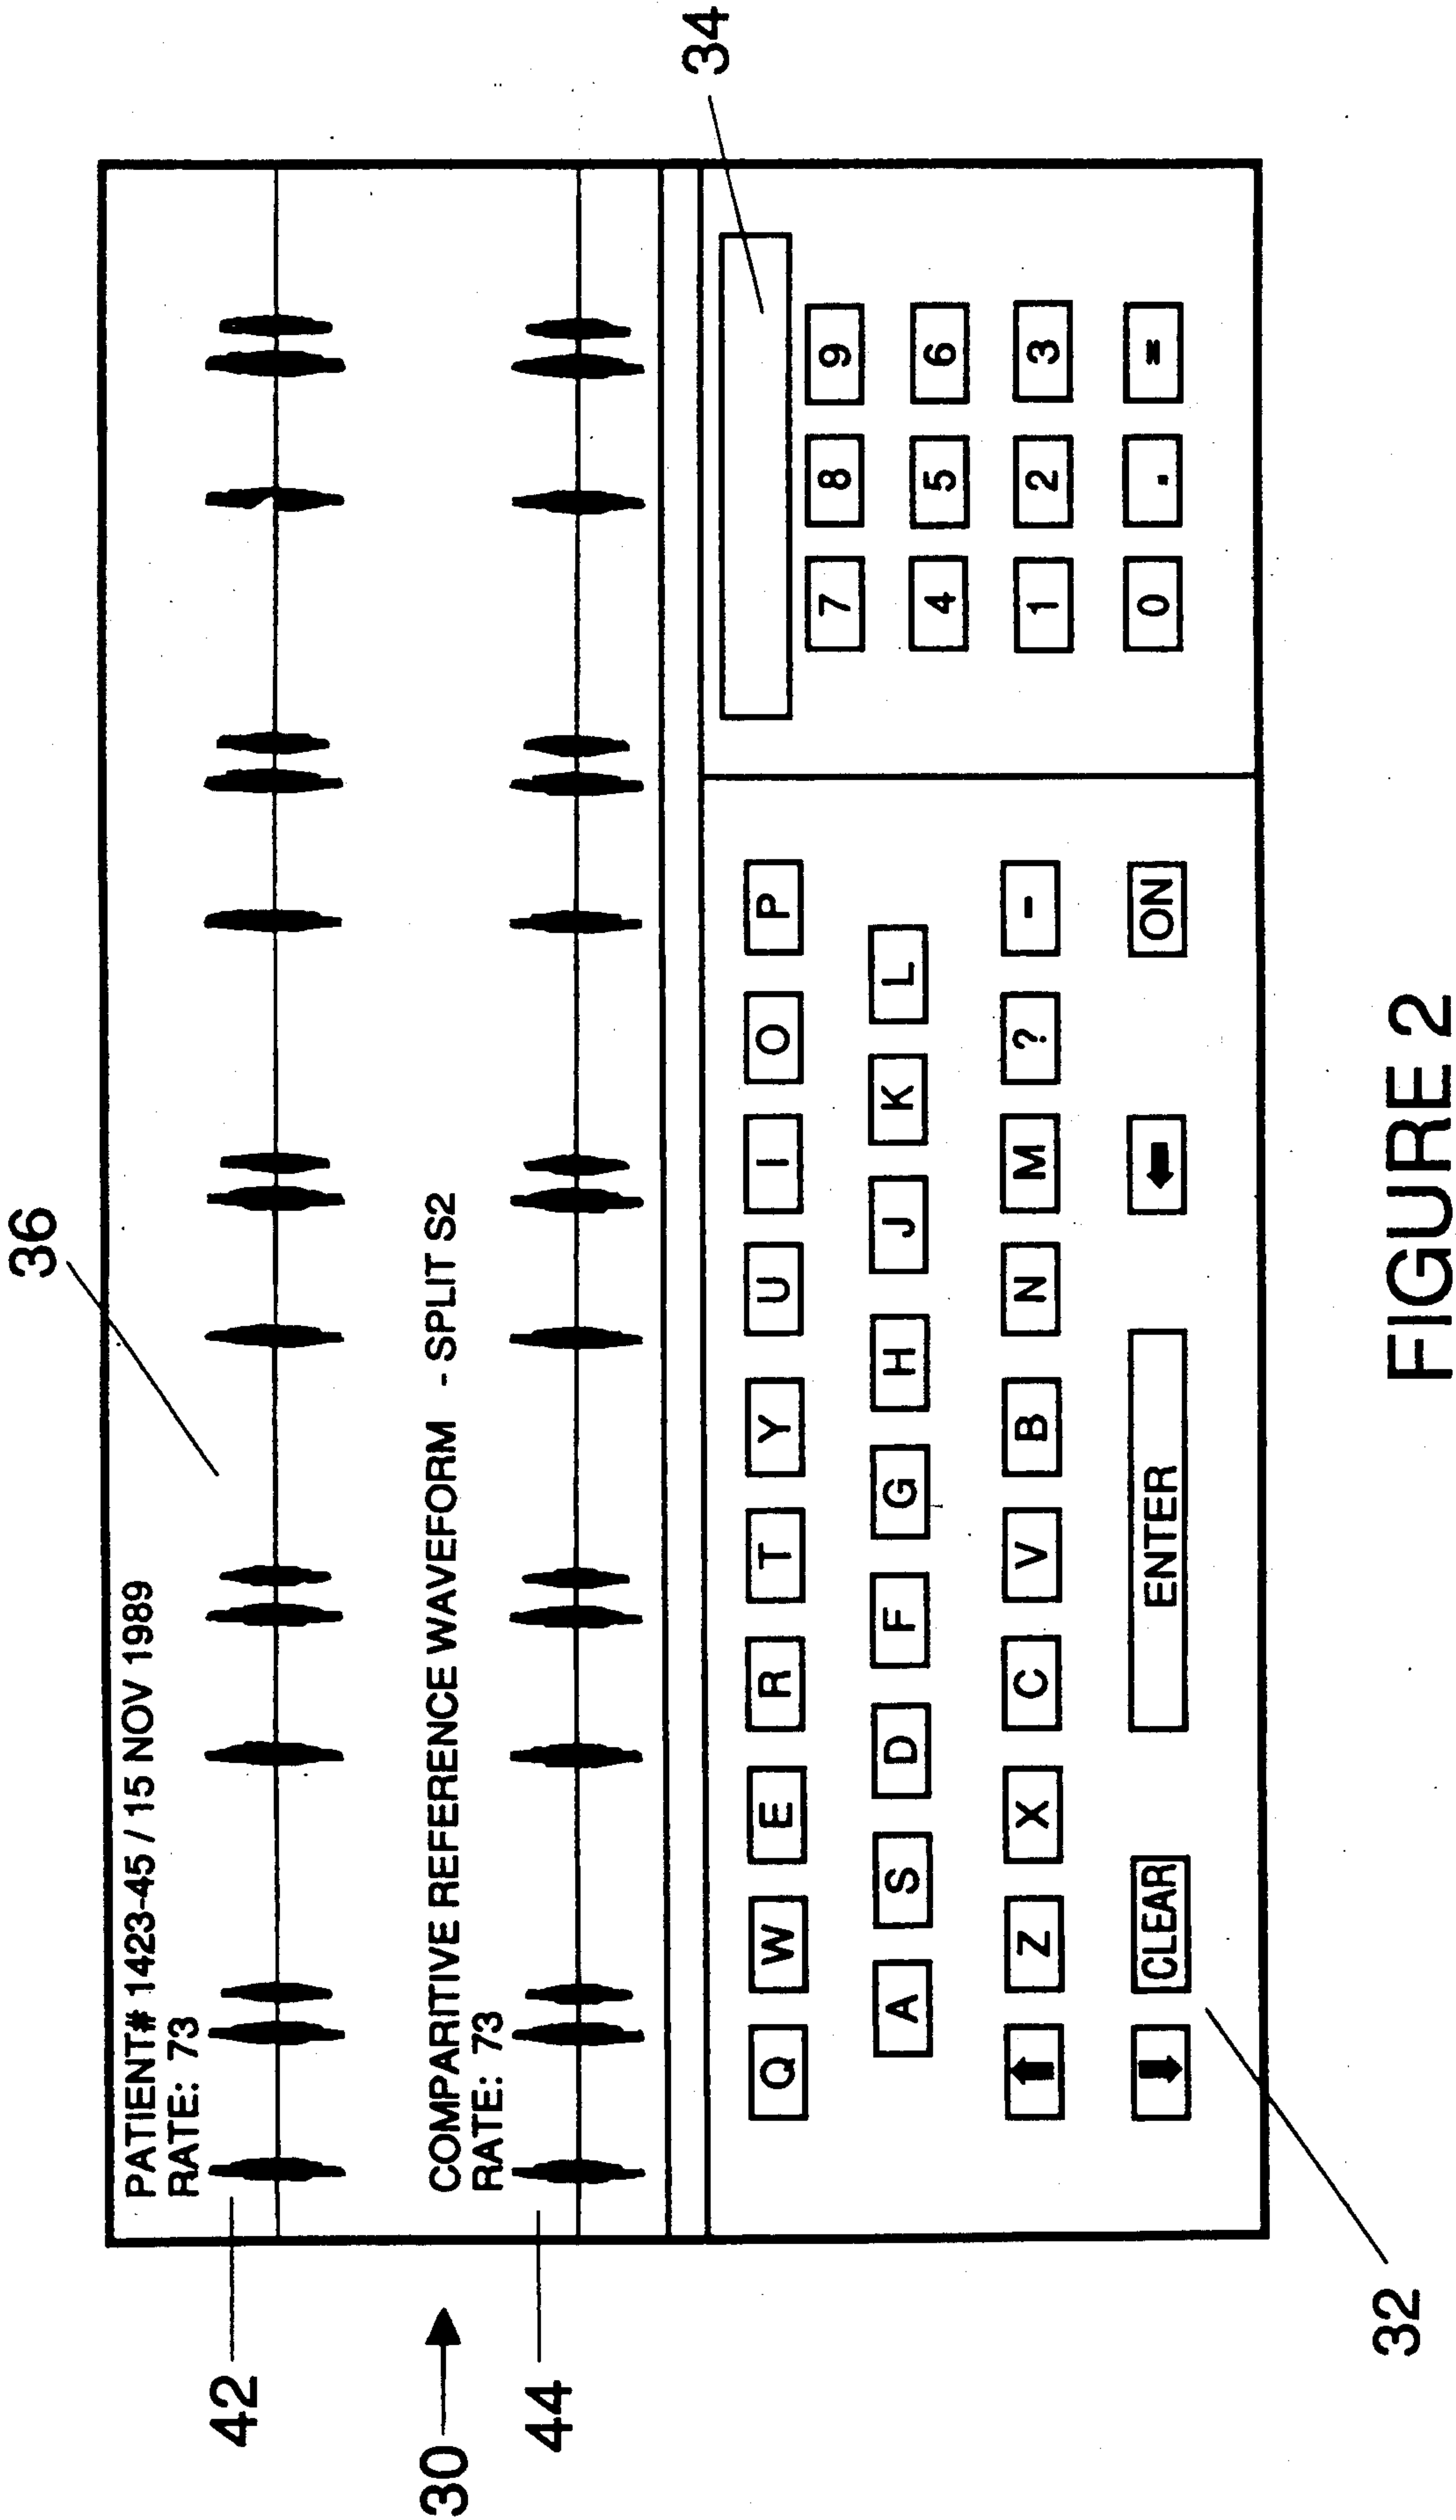 36
PATIENT# 1423-45 / 15 NOV 1989
RATE: 73
42
30
COMPARITIVE REFERENCE WAVEFORM - SPLIT S2
RATE: 73
44
34
Q W E R T Y U I O P
A S D F G H J K L
Z X C V B N M ? -
CLEAR ENTER ON
7 8 9
4 5 6
1 2 3
0 . =
32
FIGURE 2